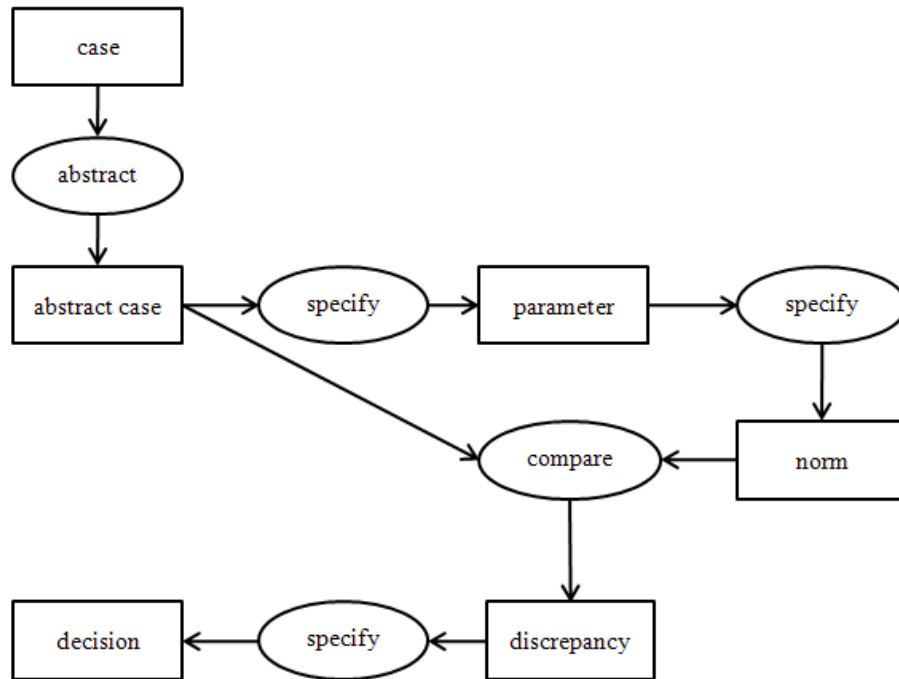 case
abstract
abstract case
specify
parameter
specify
compare
norm
decision
specify
discrepancy